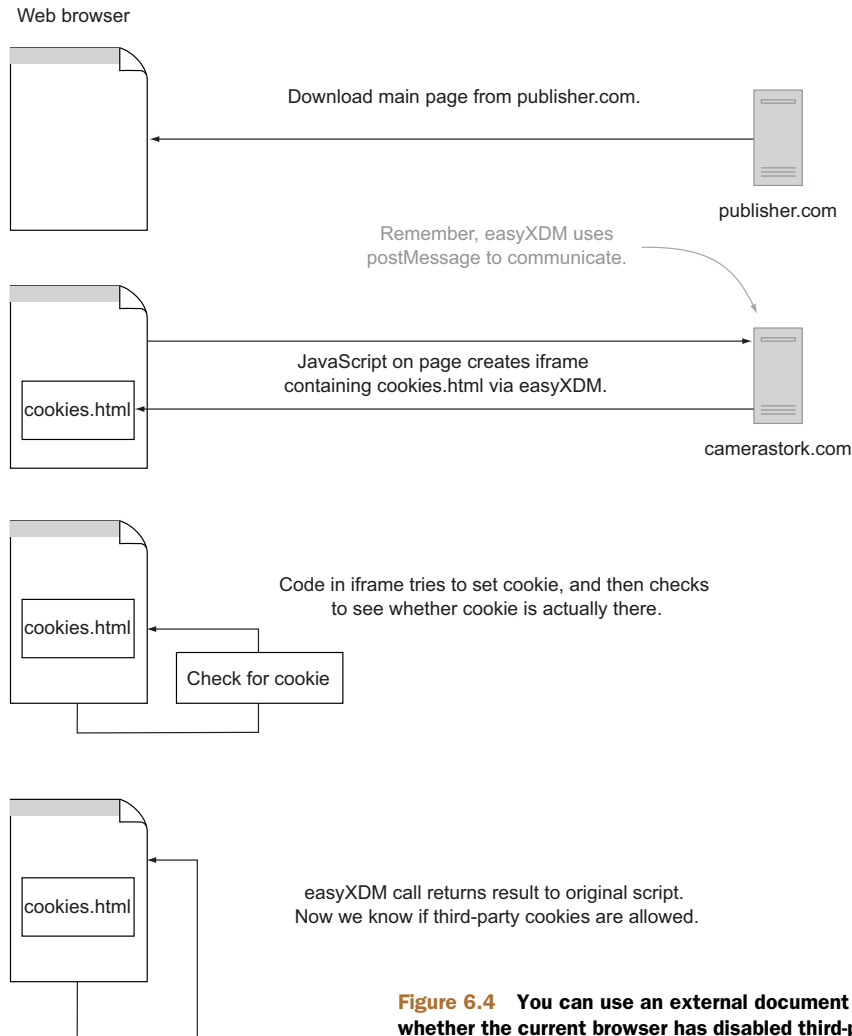 Web browser
Download main page from publisher.com.
publisher.com
Remember, easyXDM uses
postMessage to communicate.
JavaScript on page creates iframe
containing cookies.html via easyXDM.
cookies.html
camerastork.com
Code in iframe tries to set cookie, and then checks
to see whether cookie is actually there.
cookies.html
Check for cookie
easyXDM call returns result to original script.
Now we know if third-party cookies are allowed.
cookies.html
Figure 6.4 You can use an external document
whether the current browser has disabled third-p